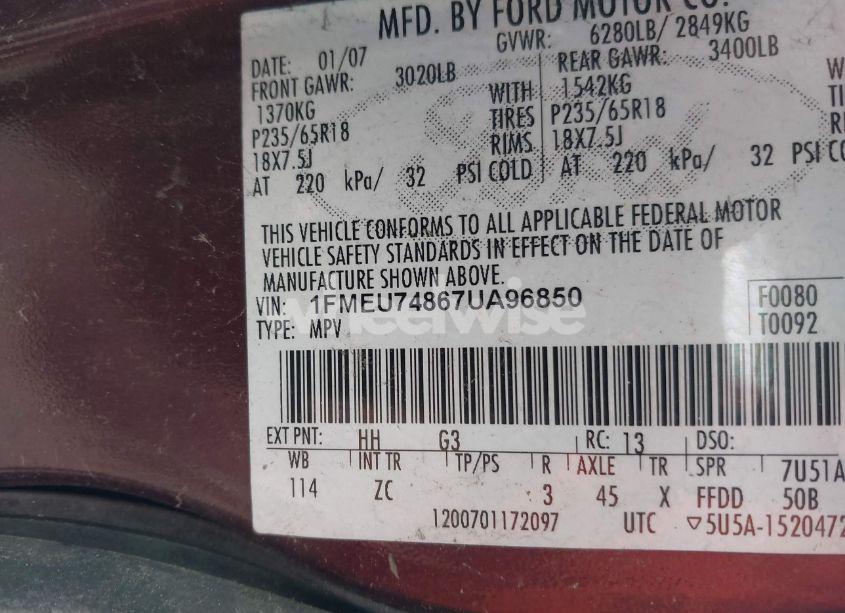 MFD. BY FORD MOTOR CO.
GVWR: 6280LB/ 2849KG
DATE: 01/07
FRONT GAWR: 3020LB
1370KG WITH
P235/65R18 TIRES
18X7.5J RIMS
AT 220 kPa/ 32 PSI COLD
REAR GAWR: 3400LB
1542KG
P235/65R18
18X7.5J
AT 220 kPa/ 32 PSI COLD
THIS VEHICLE CONFORMS TO ALL APPLICABLE FEDERAL MOTOR
VEHICLE SAFETY STANDARDS IN EFFECT ON THE DATE OF
MANUFACTURE SHOWN ABOVE.
VIN: 1FMEU74867UA96850
TYPE: MPV
F0080
T0092
wheelwise
EXT PNT: HH G3 RC: 13 DSO:
WB INT TR TP/PS R AXLE TR SPR 7U51A
114 ZC 3 45 X FFDD 50B
1200701172097 UTC ▽5U5A-1520472